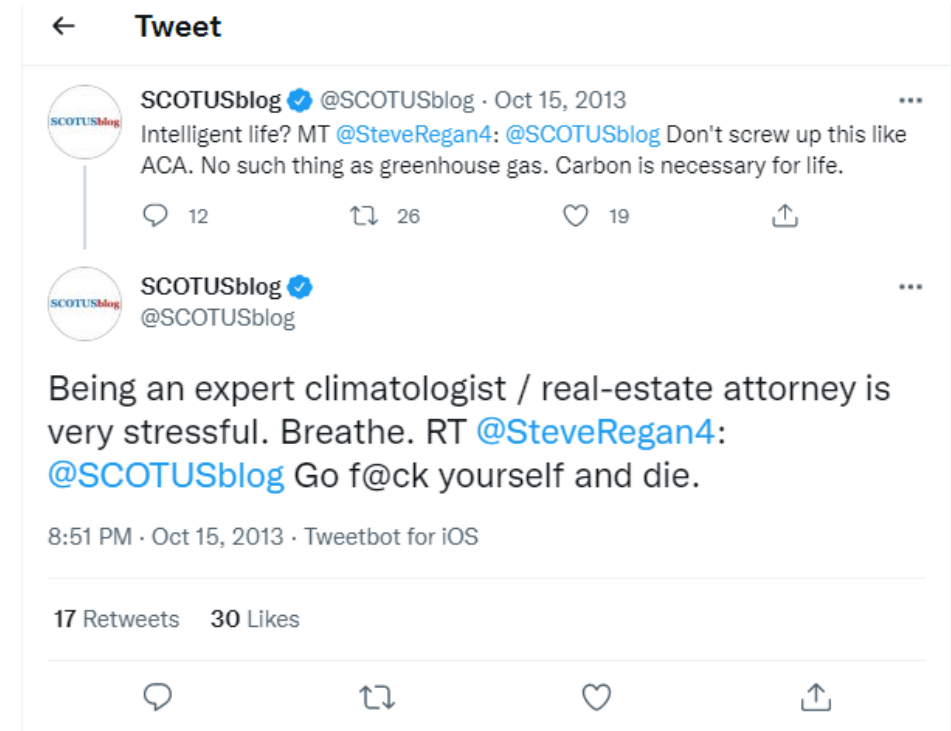 Tweet
SCOTUSblog @SCOTUSblog · Oct 15, 2013
SCOTUSblog
Intelligent life? MT @SteveRegan4: @SCOTUSblog Don't screw up this like
ACA. No such thing as greenhouse gas. Carbon is necessary for life.
12 26 19
SCOTUSblog
SCOTUSblog
@SCOTUSblog
Being an expert climatologist / real-estate attorney is
very stressful. Breathe. RT @SteveRegan4:
@SCOTUSblog Go f@ck yourself and die.
8:51 PM · Oct 15, 2013 · Tweetbot for iOS
17 Retweets 30 Likes